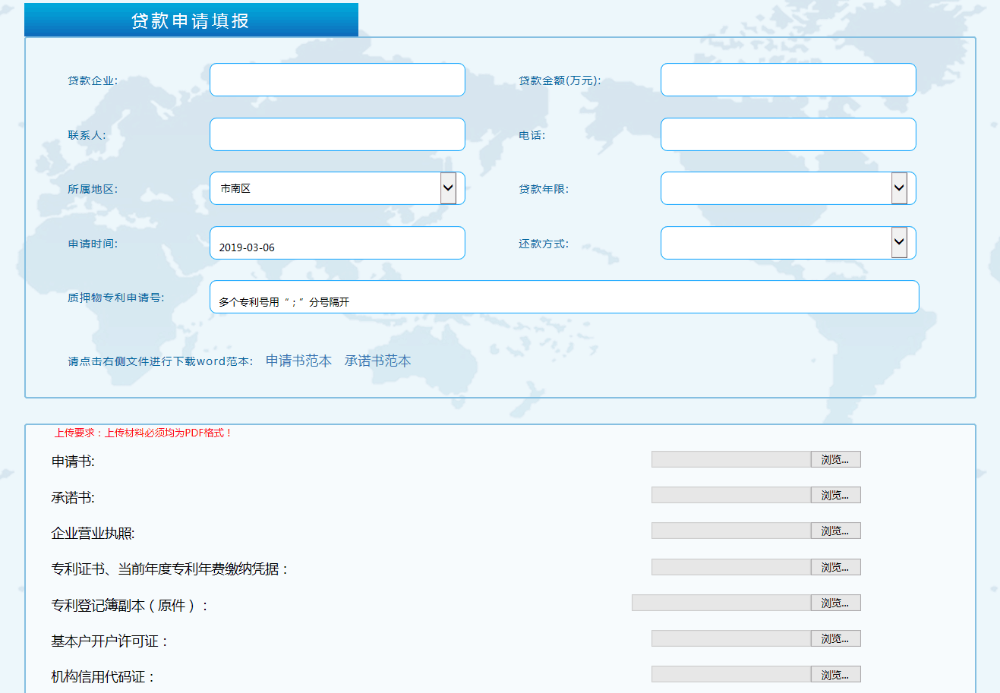 贷款申请填报
贷款企业:
贷款金额(万元):
联系人:
电话:
所属地区: 市南区
贷款年限:
申请时间: 2019-03-06
还款方式:
质押物专利申请号: 多个专利号用“；”分号隔开
请点击右侧文件进行下载word范本: 申请书范本 承诺书范本
上传要求：上传材料必须均为PDF格式！
申请书: 浏览...
承诺书: 浏览...
企业营业执照: 浏览...
专利证书、当前年度专利年费缴纳凭据： 浏览...
专利登记簿副本（原件）： 浏览...
基本户开户许可证： 浏览...
机构信用代码证： 浏览...